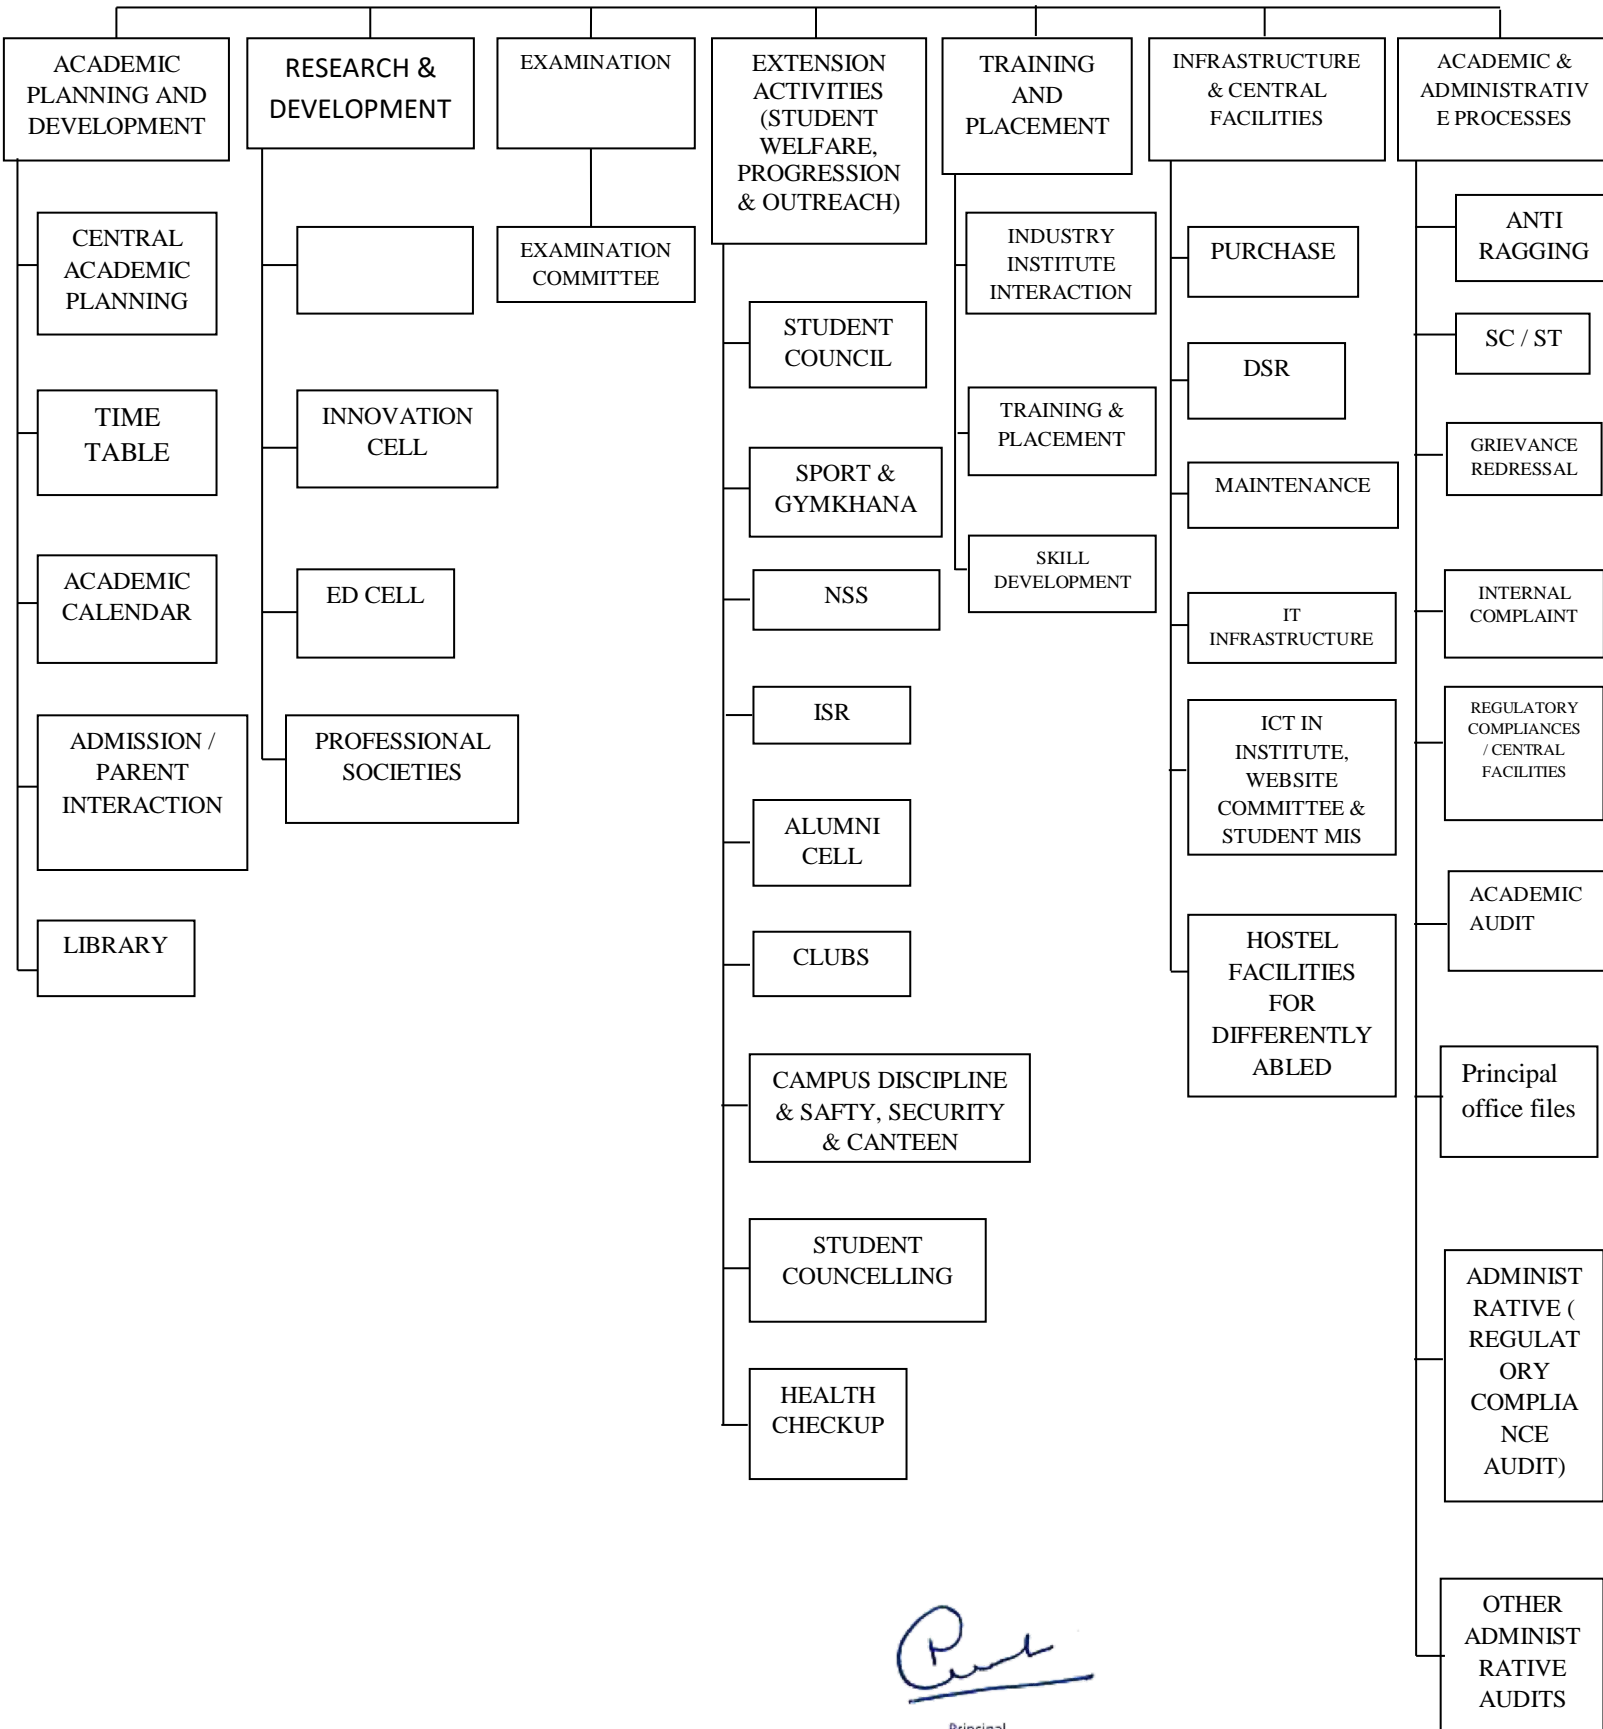 ACADEMIC
PLANNING AND
DEVELOPMENT
CENTRAL
ACADEMIC
PLANNING
TIME
TABLE
ACADEMIC
CALENDAR
ADMISSION /
PARENT
INTERACTION
LIBRARY
RESEARCH &
DEVELOPMENT
INNOVATION
CELL
ED CELL
PROFESSIONAL
SOCIETIES
EXAMINATION
EXAMINATION
COMMITTEE
EXTENSION
ACTIVITIES
(STUDENT
WELFARE,
PROGRESSION
& OUTREACH)
STUDENT
COUNCIL
SPORT &
GYMKHANA
NSS
ISR
ALUMNI
CELL
CLUBS
CAMPUS DISCIPLINE
& SAFTY, SECURITY
& CANTEEN
STUDENT
COUNCELLING
HEALTH
CHECKUP
TRAINING
AND
PLACEMENT
INDUSTRY
INSTITUTE
INTERACTION
TRAINING &
PLACEMENT
SKILL
DEVELOPMENT
INFRASTRUCTURE
& CENTRAL
FACILITIES
PURCHASE
DSR
MAINTENANCE
IT
INFRASTRUCTURE
ICT IN
INSTITUTE,
WEBSITE
COMMITTEE &
STUDENT MIS
HOSTEL
FACILITIES
FOR
DIFFERENTLY
ABLED
ACADEMIC &
ADMINISTRATIV
E PROCESSES
ANTI
RAGGING
SC / ST
GRIEVANCE
REDRESSAL
INTERNAL
COMPLAINT
REGULATORY
COMPLIANCES
/ CENTRAL
FACILITIES
ACADEMIC
AUDIT
Principal
office files
ADMINIST
RATIVE (
REGULAT
ORY
COMPLIA
NCE
AUDIT)
OTHER
ADMINIST
RATIVE
AUDITS
Principal